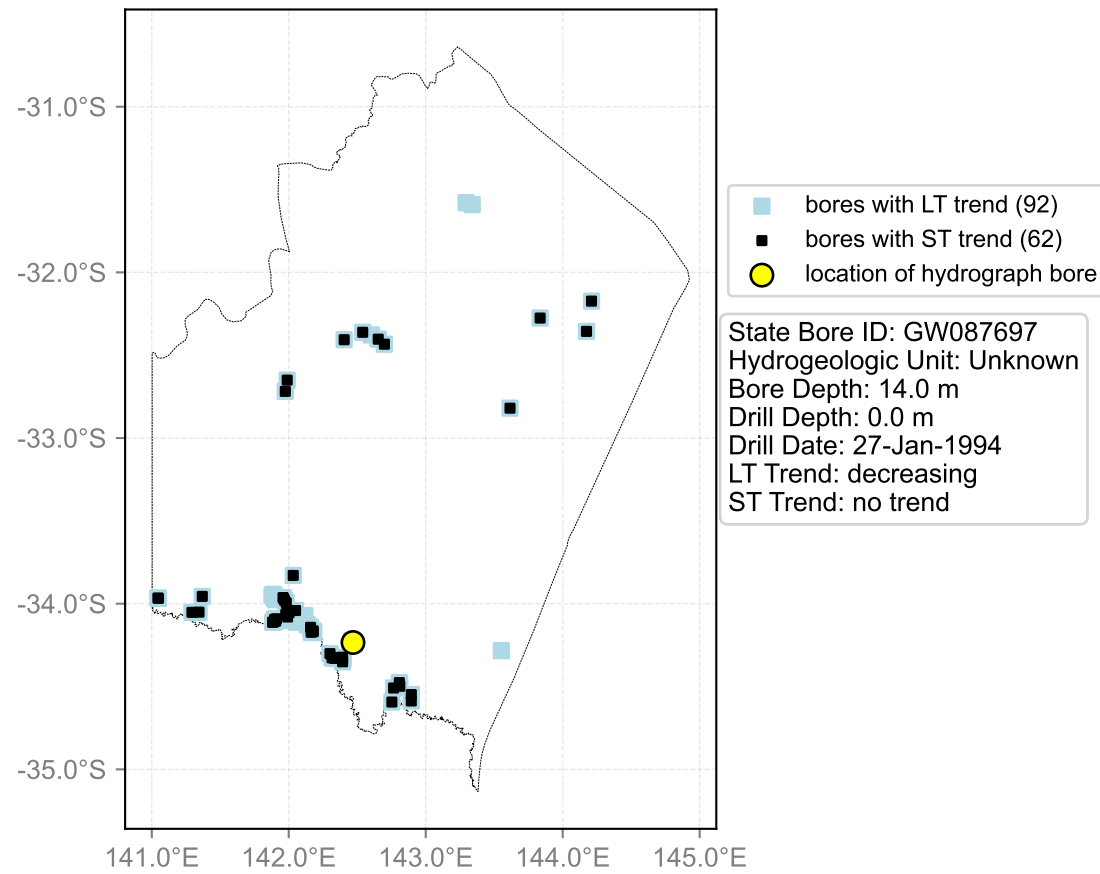 -31.0°S
-32.0°S
-33.0°S
-34.0°S
-35.0°S
141.0°E 142.0°E 143.0°E 144.0°E 145.0°E
bores with LT trend (92)
bores with ST trend (62)
location of hydrograph bore
State Bore ID: GW087697
Hydrogeologic Unit: Unknown
Bore Depth: 14.0 m
Drill Depth: 0.0 m
Drill Date: 27-Jan-1994
LT Trend: decreasing
ST Trend: no trend